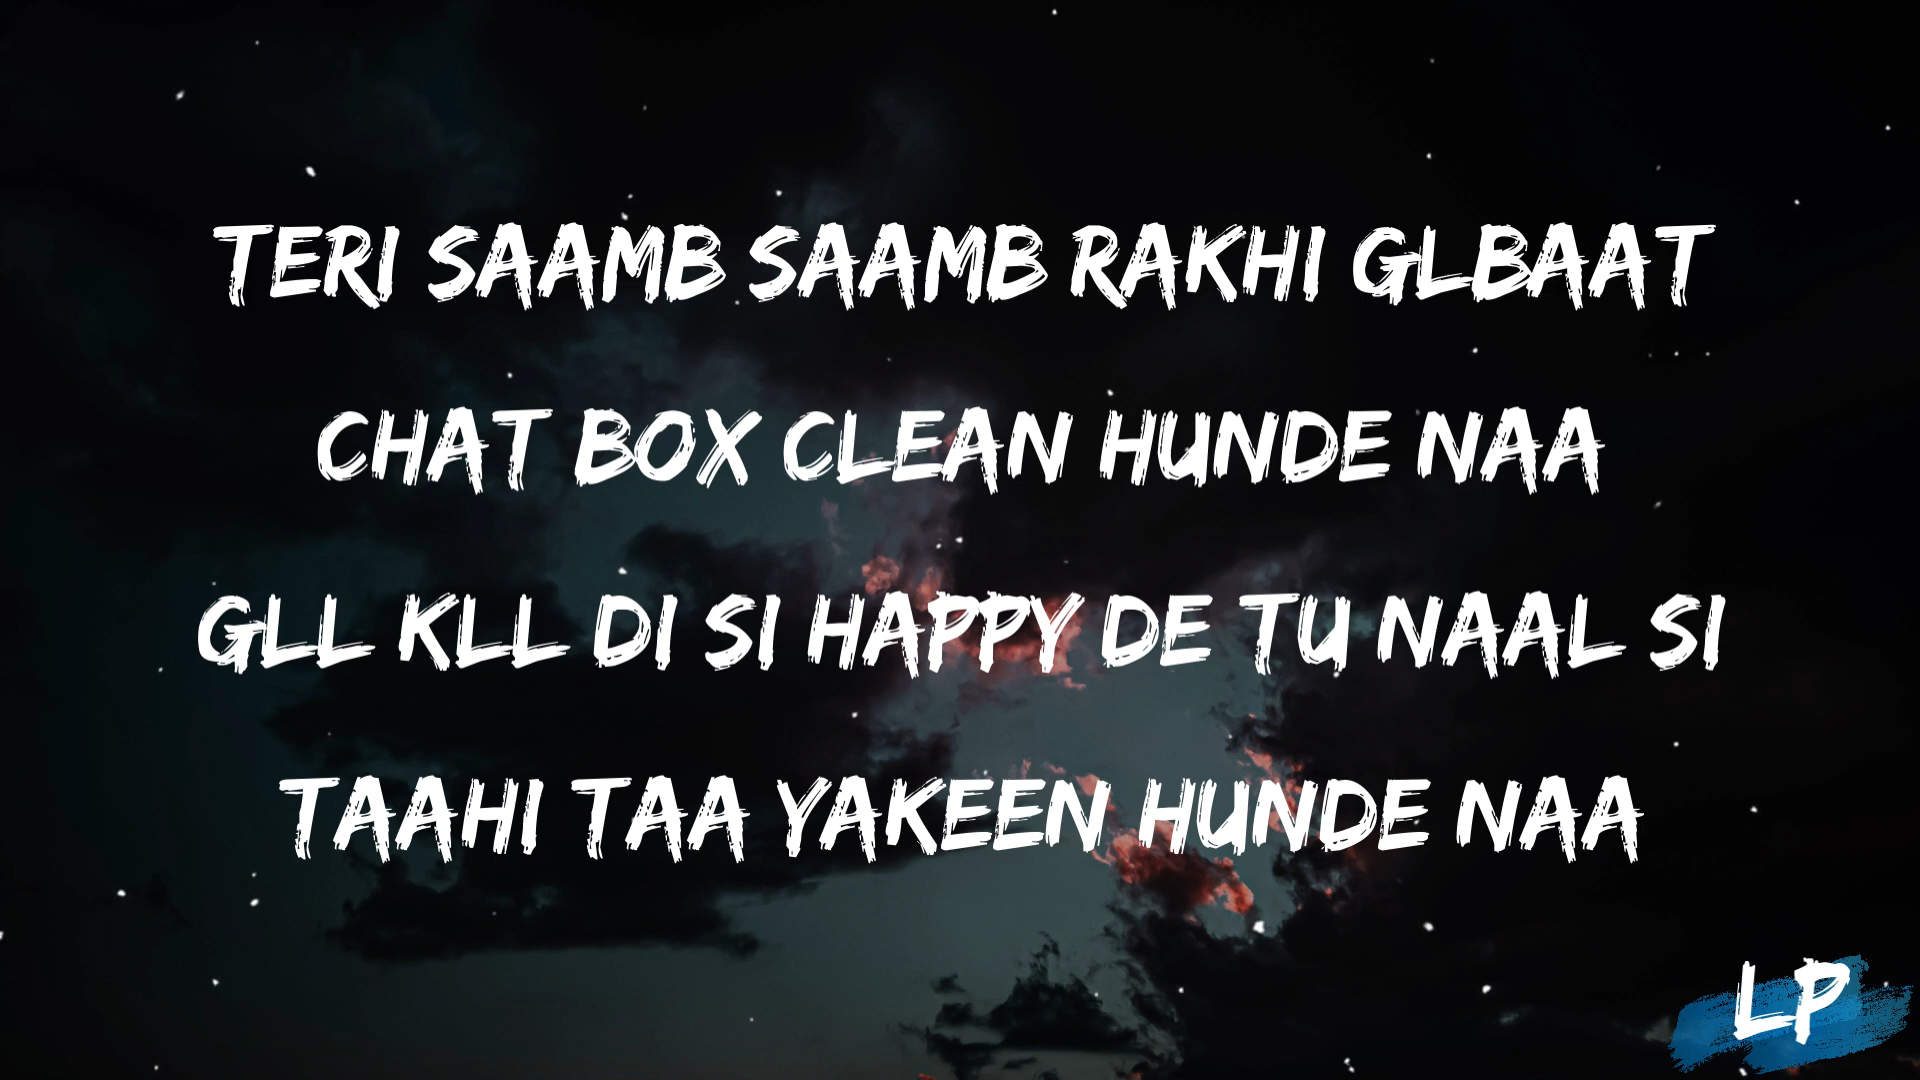 TERI SAAMB SAAMB RAKHI GLBAAT
CHAT BOX CLEAN HUNDE NAA
GLL KLL DI SI HAPPY DE TU NAAL SI
TAAHI TAA YAKEEN HUNDE NAA
LP